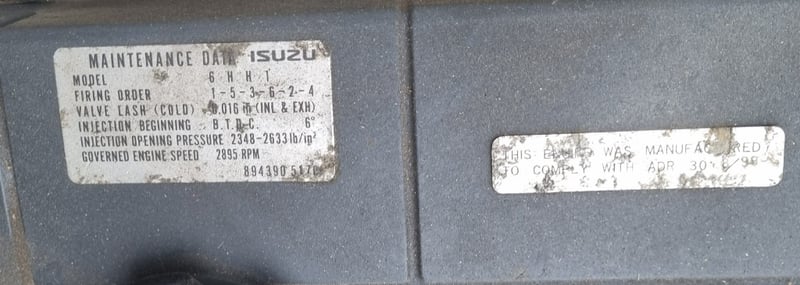 MAINTENANCE DATA ISUZU
MODEL 6HH1
FIRING ORDER 1-5-3-6-2-4
VALVE LASH (COLD) 0.016 in (INL & EXH)
INJECTION BEGINNING - B.T.D.C. 6°
INJECTION OPENING PRESSURE 2348-2633 lb/in²
GOVERNED ENGINE SPEED 2895 RPM
894390
THIS ENGINE WAS MANUFACTURED
TO COMPLY WITH ADR